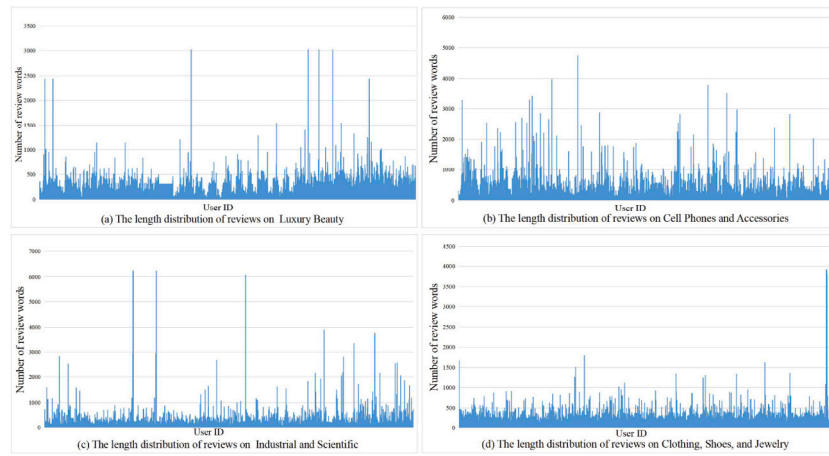 3500
3000
2500
2000
1500
1000
500
0
Number of review words
User ID
(a) The length distribution of reviews on Luxury Beauty
6000
5000
4000
3000
2000
1000
0
Number of review words
User ID
(b) The length distribution of reviews on Cell Phones and Accessories
7000
6000
5000
4000
3000
2000
1000
0
Number of review words
User ID
(c) The length distribution of reviews on Industrial and Scientific
4500
4000
3500
3000
2500
2000
1500
1000
500
0
Number of review words
User ID
(d) The length distribution of reviews on Clothing, Shoes, and Jewelry